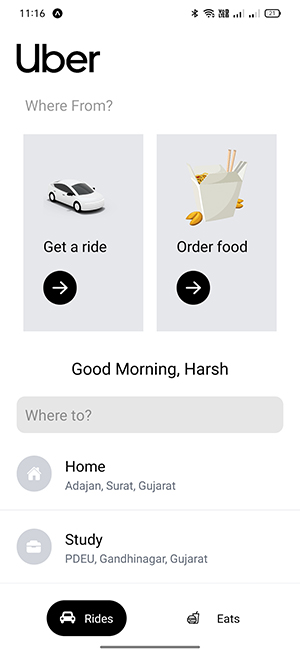 11:16
21
Uber
Where From?
Get a ride
Order food
Good Morning, Harsh
Where to?
Home
Adajan, Surat, Gujarat
Study
PDEU, Gandhinagar, Gujarat
Rides
Eats